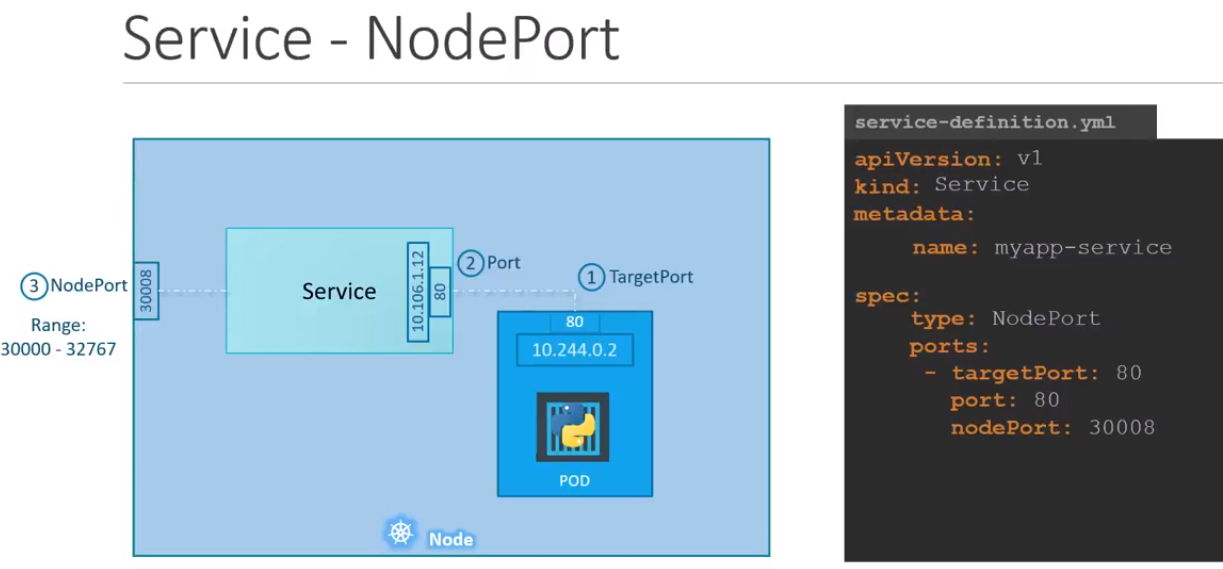 Service - NodePort
3 NodePort
Range:
30000 - 32767
30008
Service
10.106.1.12
80
2 Port
1 TargetPort
80
10.244.0.2
POD
Node
service-definition.yml
apiVersion: v1
kind: Service
metadata:
name: myapp-service
spec:
type: NodePort
ports:
- targetPort: 80
port: 80
nodePort: 30008